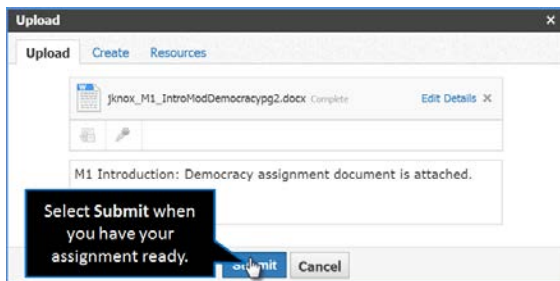 Upload ×
Upload Create Resources
jknox_M1_IntroModDemocracypg2.docx Complete Edit Details ×
M1 Introduction: Democracy assignment document is attached.
Select Submit when
you have your
assignment ready.
Submit Cancel